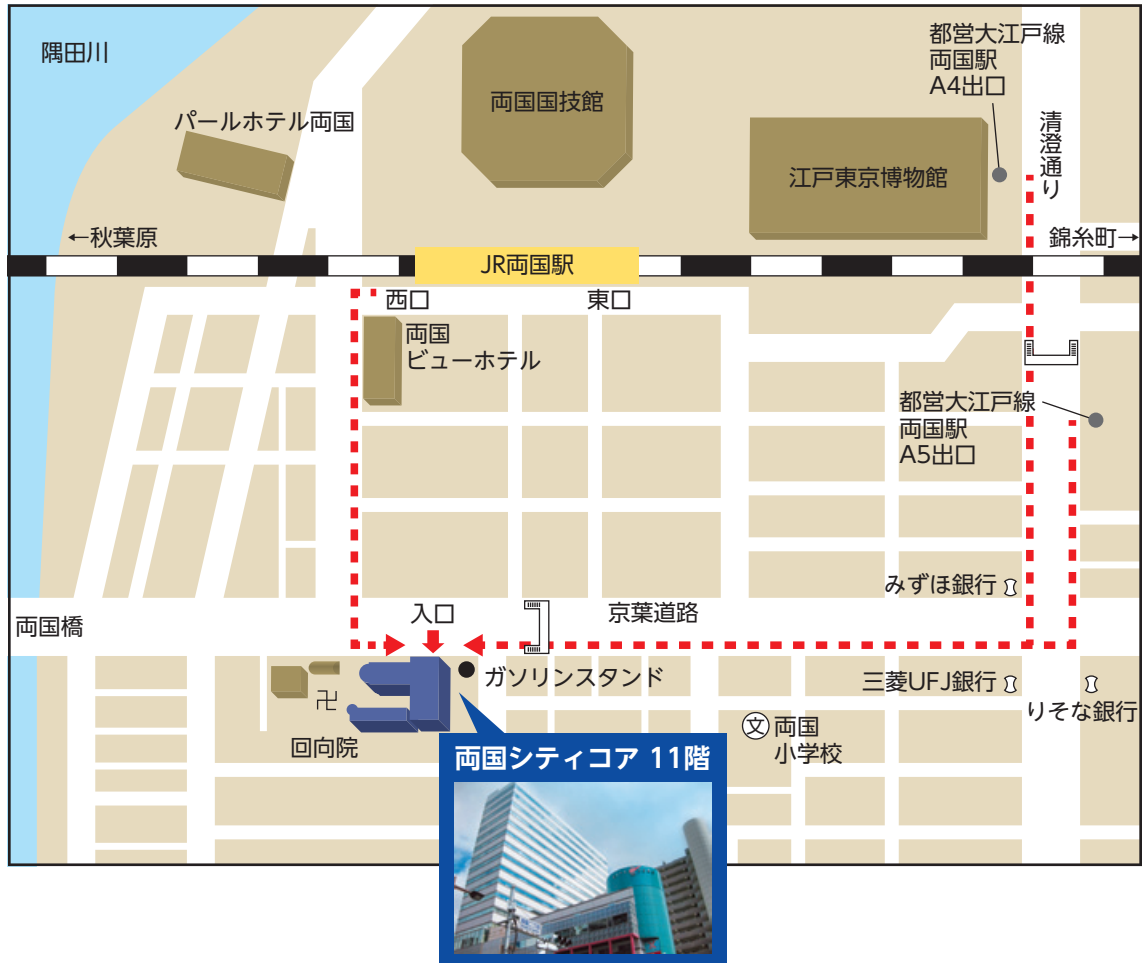 隅田川
パールホテル両国
両国国技館
都営大江戸線
両国駅
A4出口
清澄通り
江戸東京博物館
←秋葉原
錦糸町→
JR両国駅
西口
東口
両国
ビューホテル
都営大江戸線
両国駅
A5出口
みずほ銀行
両国橋
入口
京葉道路
ガソリンスタンド
三菱UFJ銀行
りそな銀行
卍
回向院
文
両国
小学校
両国シティコア 11階